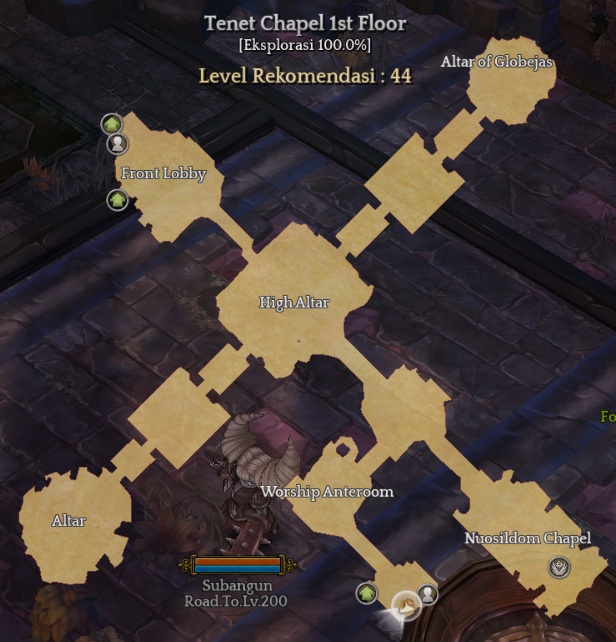 Tenet Chapel 1st Floor
[Eksplorasi 100.0%]
Level Rekomendasi : 44
Altar of Globejas
Front Lobby
High Altar
Fo
Worship Anteroom
Altar
Nuosildom Chapel
Subangun
Road.To.Lv.200